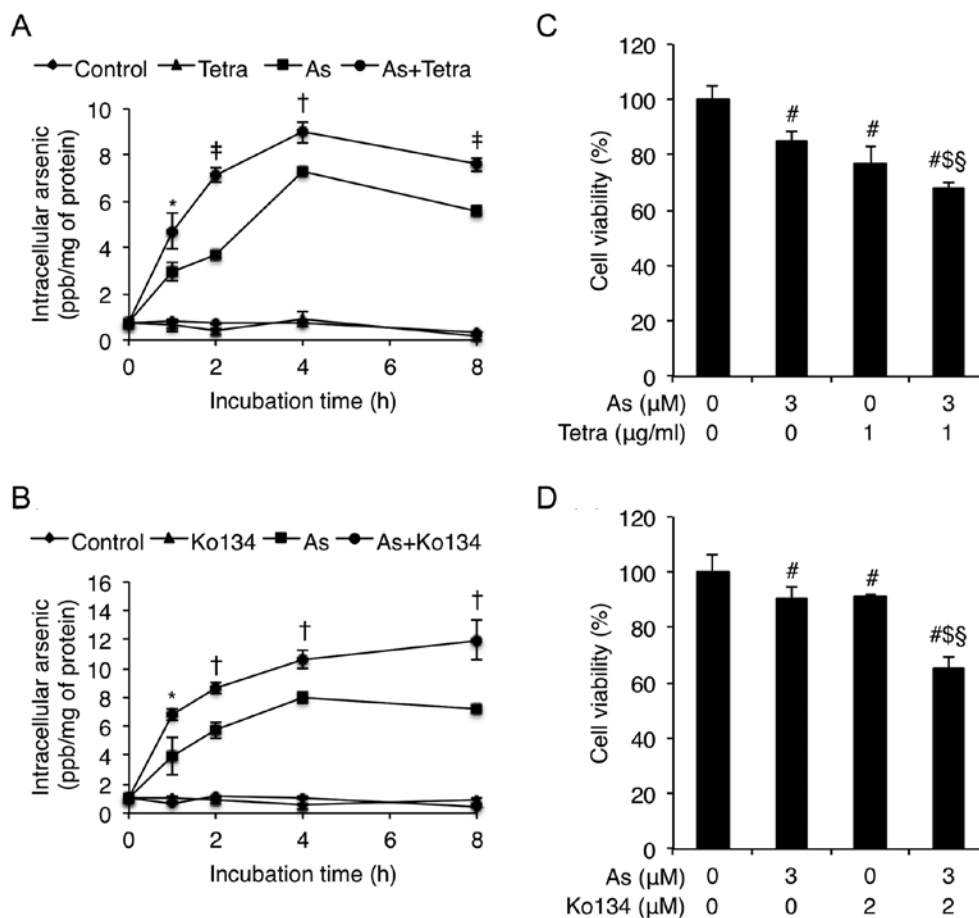 A
Control Tetra As As+Tetra
Intracellular arsenic
(ppb/mg of protein)
10
8
6
4
2
0
* ‡ † ‡
0 2 4 6 8
Incubation time (h)
B
Control Ko134 As As+Ko134
Intracellular arsenic
(ppb/mg of protein)
16
14
12
10
8
6
4
2
0
* † † †
0 2 4 6 8
Incubation time (h)
C
Cell viability (%)
120
100
80
60
40
20
0
# # #$§
As (μM) 0 3 0 3
Tetra (μg/ml) 0 0 1 1
D
Cell viability (%)
120
100
80
60
40
20
0
# # #$§
As (μM) 0 3 0 3
Ko134 (μM) 0 0 2 2